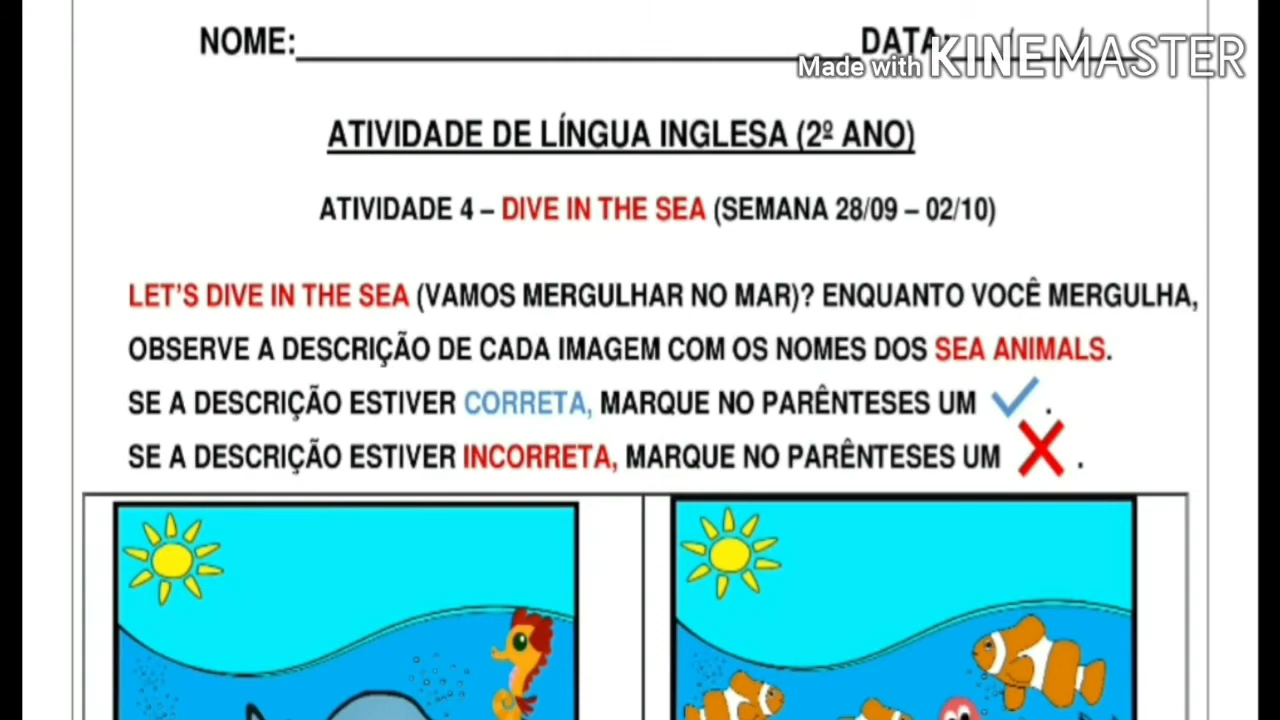 NOME: DATA:
Made with KINEMASTER
ATIVIDADE DE LÍNGUA INGLESA (2º ANO)
ATIVIDADE 4 – DIVE IN THE SEA (SEMANA 28/09 – 02/10)
LET'S DIVE IN THE SEA (VAMOS MERGULHAR NO MAR)? ENQUANTO VOCÊ MERGULHA,
OBSERVE A DESCRIÇÃO DE CADA IMAGEM COM OS NOMES DOS SEA ANIMALS.
SE A DESCRIÇÃO ESTIVER CORRETA, MARQUE NO PARÊNTESES UM ✓ .
SE A DESCRIÇÃO ESTIVER INCORRETA, MARQUE NO PARÊNTESES UM ✗ .